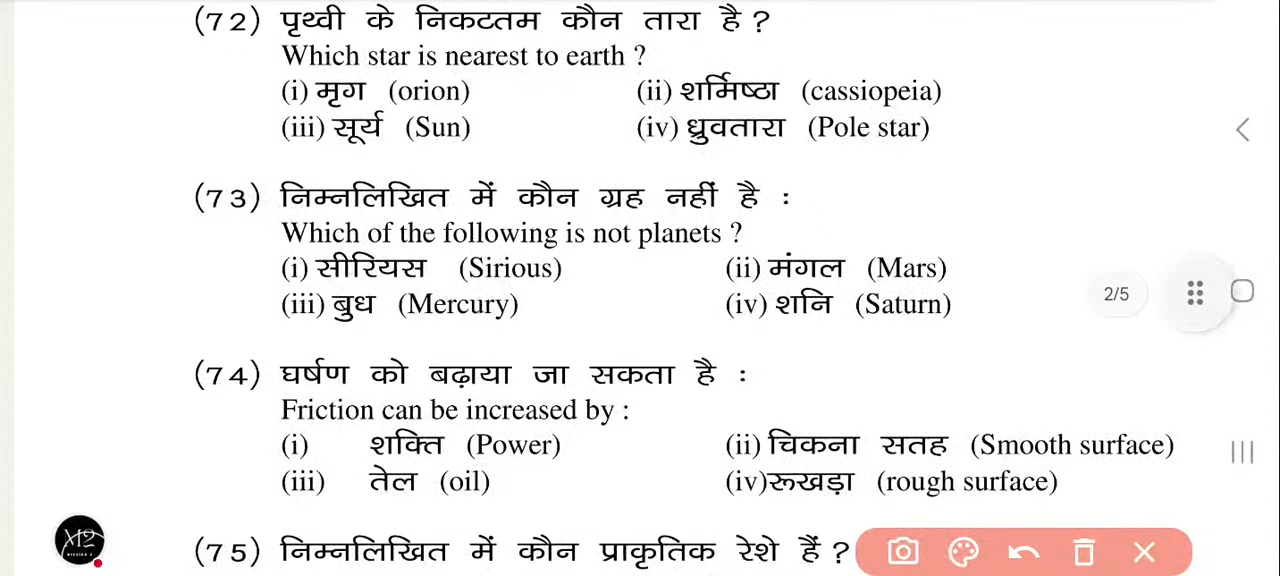 (72) पृथ्वी के निकटतम कौन तारा है ?
Which star is nearest to earth ?
(i) मृग (orion) (ii) शर्मिष्ठा (cassiopeia)
(iii) सूर्य (Sun) (iv) ध्रुवतारा (Pole star)
(73) निम्नलिखित में कौन ग्रह नहीं है :
Which of the following is not planets ?
(i) सीरियस (Sirious) (ii) मंगल (Mars)
2/5
(iii) बुध (Mercury) (iv) शनि (Saturn)
(74) घर्षण को बढ़ाया जा सकता है :
Friction can be increased by :
(i) शक्ति (Power) (ii) चिकना सतह (Smooth surface)
(iii) तेल (oil) (iv)रूखड़ा (rough surface)
(75) निम्नलिखित में कौन प्राकृतिक रेशे हैं ?